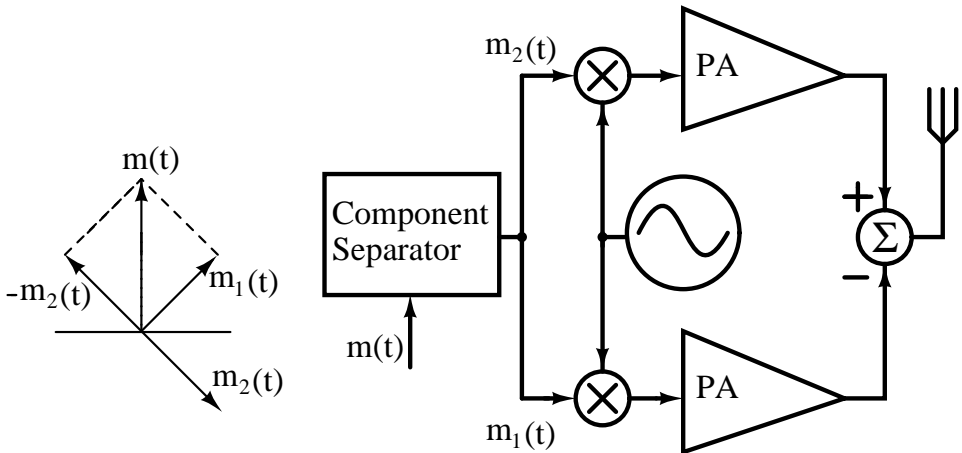 m(t)
-m₂(t)
m₁(t)
m₂(t)
Component
Separator
m(t)
m₂(t)
m₁(t)
PA
PA
+
Σ
-